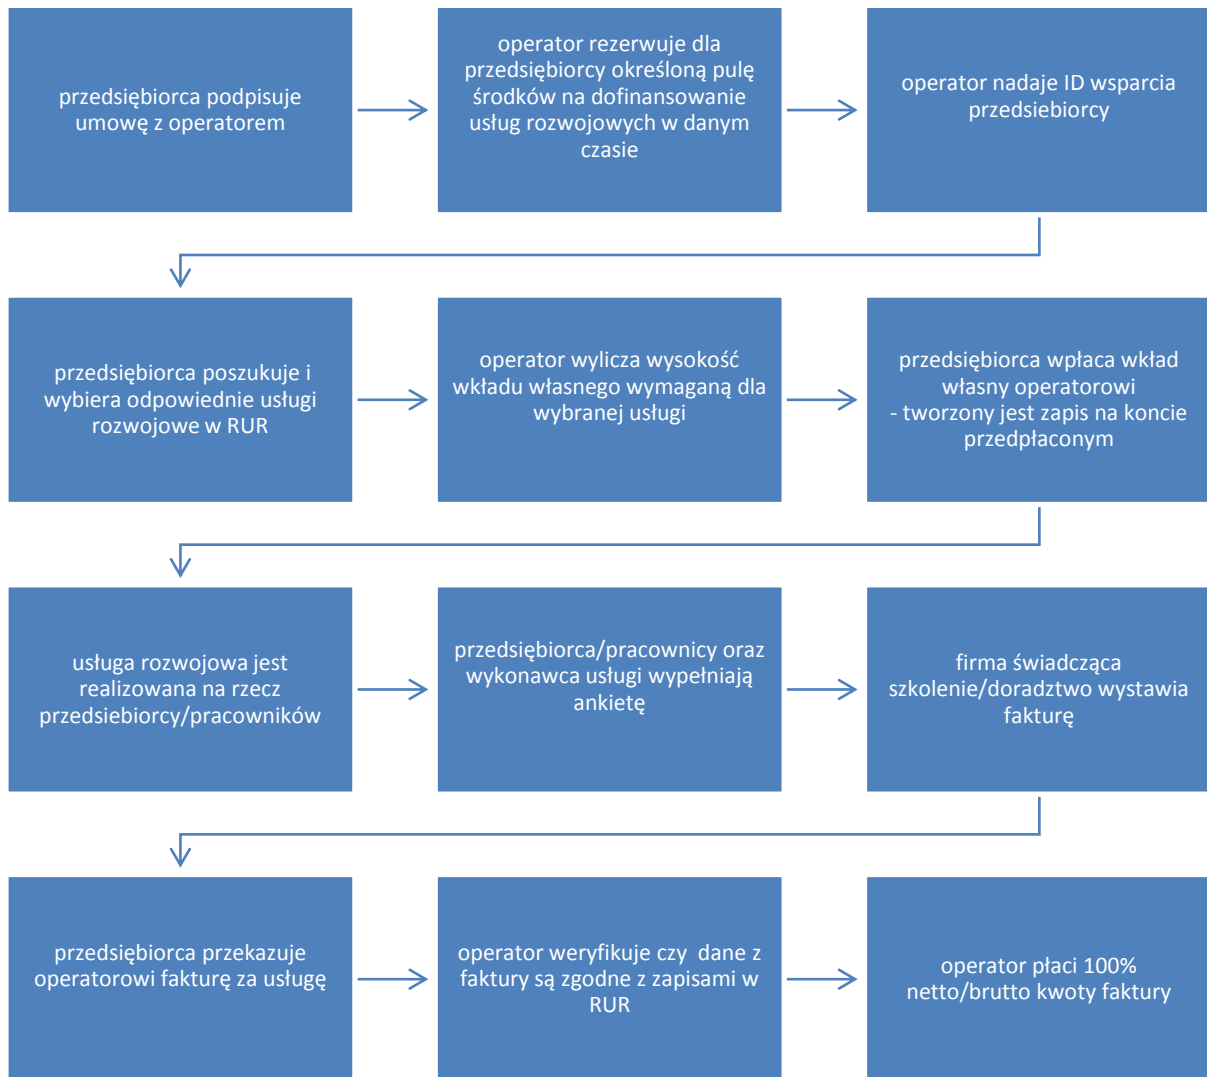 przedsiębiorca podpisuje
umowę z operatorem
operator rezerwuje dla
przedsiębiorcy określoną pulę
środków na dofinansowanie
usług rozwojowych w danym
czasie
operator nadaje ID wsparcia
przedsiebiorcy
przedsiębiorca poszukuje i
wybiera odpowiednie usługi
rozwojowe w RUR
operator wylicza wysokość
wkładu własnego wymaganą dla
wybranej usługi
przedsiębiorca wpłaca wkład
własny operatorowi
- tworzony jest zapis na koncie
przedpłaconym
usługa rozwojowa jest
realizowana na rzecz
przedsiebiorcy/pracowników
przedsiębiorca/pracownicy oraz
wykonawca usługi wypełniają
ankietę
firma świadcząca
szkolenie/doradztwo wystawia
fakturę
przedsiębiorca przekazuje
operatorowi fakturę za usługę
operator weryfikuje czy  dane z
faktury są zgodne z zapisami w
RUR
operator płaci 100%
netto/brutto kwoty faktury